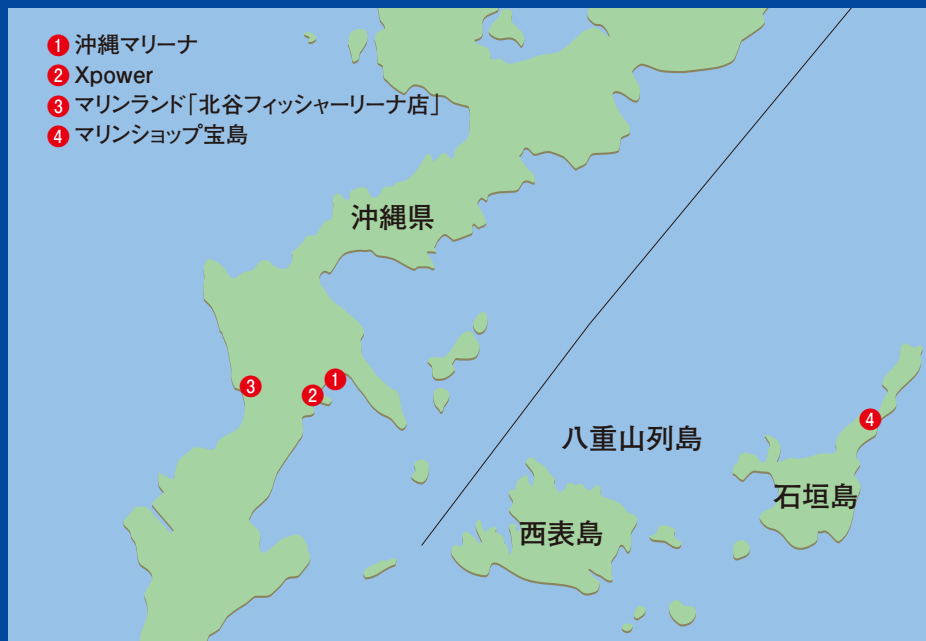 1 沖縄マリーナ
2 Xpower
3 マリンランド「北谷フィッシャーリーナ店」
4 マリンショップ宝島
沖縄県
3
2
1
4
八重山列島
石垣島
西表島